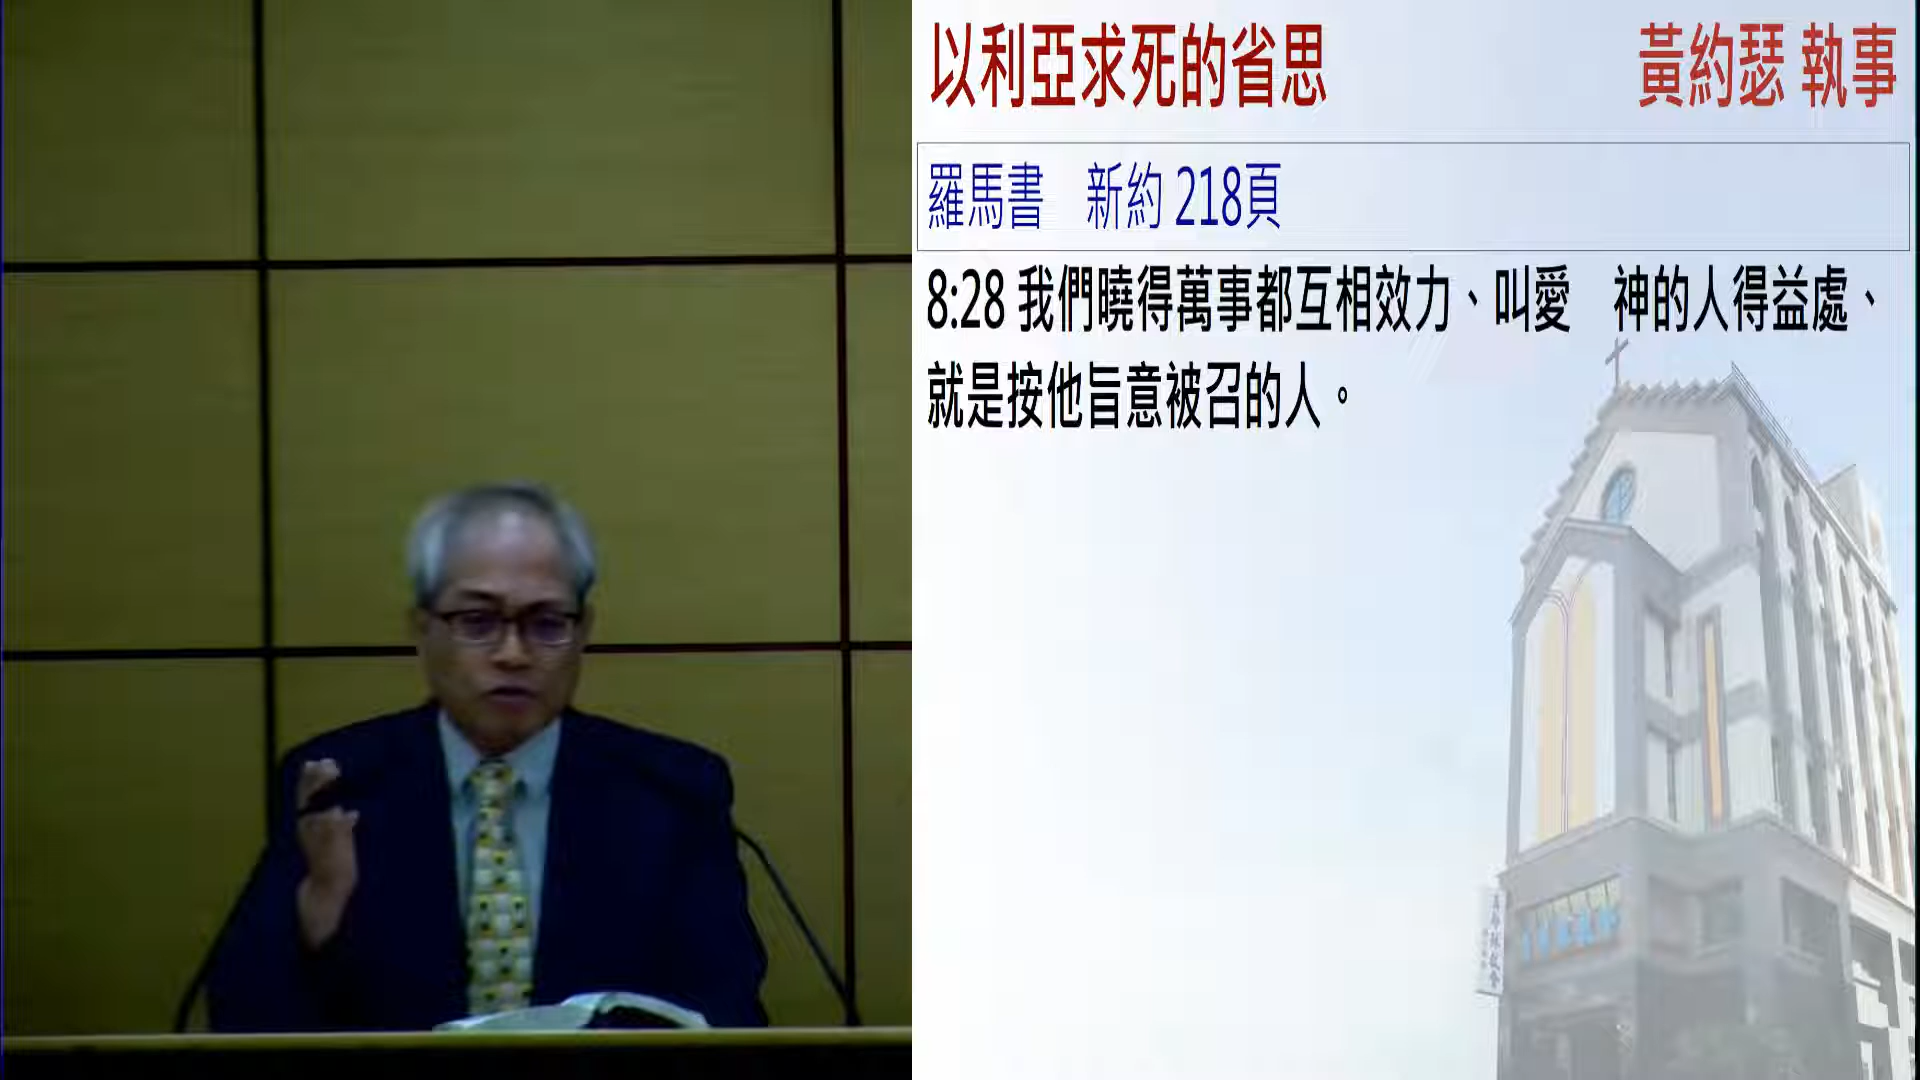 以利亞求死的省思
黃約瑟 執事
羅馬書　新約 218頁
8:28 我們曉得萬事都互相效力、叫愛　神的人得益處、
就是按他旨意被召的人。